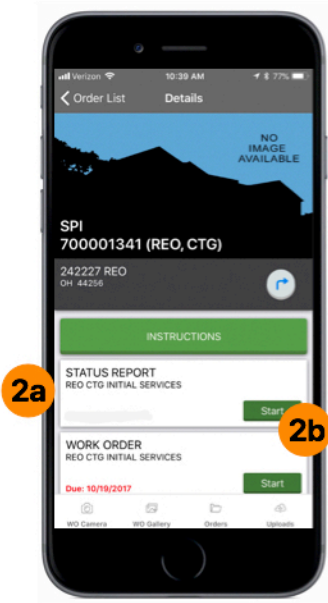 Verizon 10:39 AM 77%
Order List Details
NO
IMAGE
AVAILABLE
SPI
700001341 (REO, CTG)
242227 REO
OH 44256
INSTRUCTIONS
STATUS REPORT
REO CTG INITIAL SERVICES
2a
Start
2b
WORK ORDER
REO CTG INITIAL SERVICES
Due: 10/19/2017
Start
WO Camera WO Gallery Orders Uploads